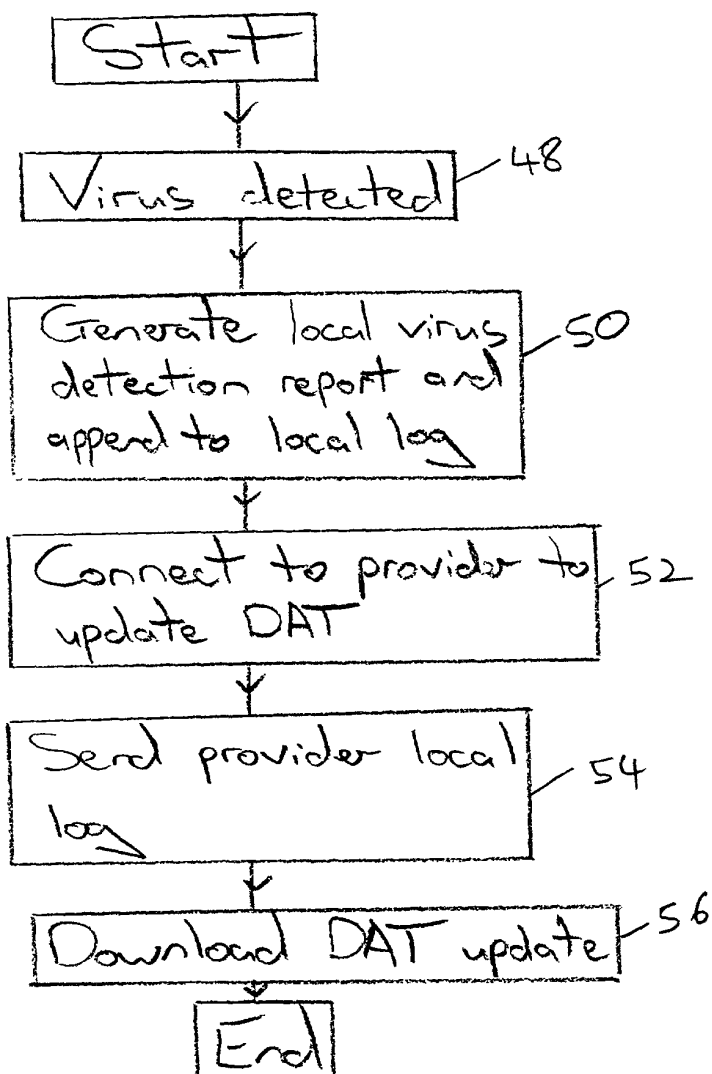 Start
Virus detected
48
Generate local virus
50
detection report and
append to local log
Connect to provider to
52
update DAT
Send provider local
54
log
Download DAT update
56
End